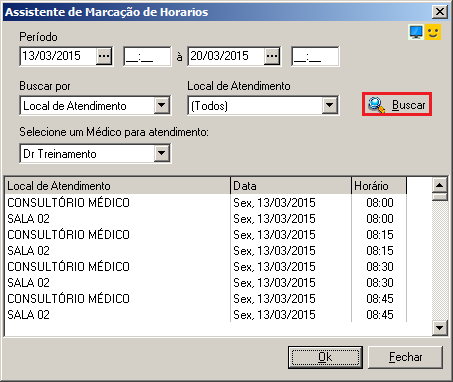 Assistente de Marcação de Horarios
Período
13/03/2015 ... __:__ à 20/03/2015 ... __:__
Buscar por Local de Atendimento
Local de Atendimento (Todos) Buscar
Selecione um Médico para atendimento:
Dr Treinamento
Local de Atendimento Data Horário
CONSULTÓRIO MÉDICO Sex, 13/03/2015 08:00
SALA 02 Sex, 13/03/2015 08:00
CONSULTÓRIO MÉDICO Sex, 13/03/2015 08:15
SALA 02 Sex, 13/03/2015 08:15
CONSULTÓRIO MÉDICO Sex, 13/03/2015 08:30
SALA 02 Sex, 13/03/2015 08:30
CONSULTÓRIO MÉDICO Sex, 13/03/2015 08:45
SALA 02 Sex, 13/03/2015 08:45
Ok Fechar